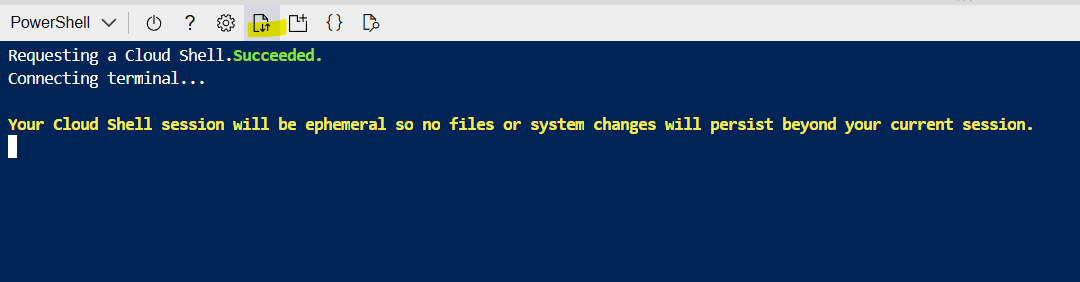 PowerShell
Requesting a Cloud Shell.Succeeded.
Connecting terminal...
Your Cloud Shell session will be ephemeral so no files or system changes will persist beyond your current session.